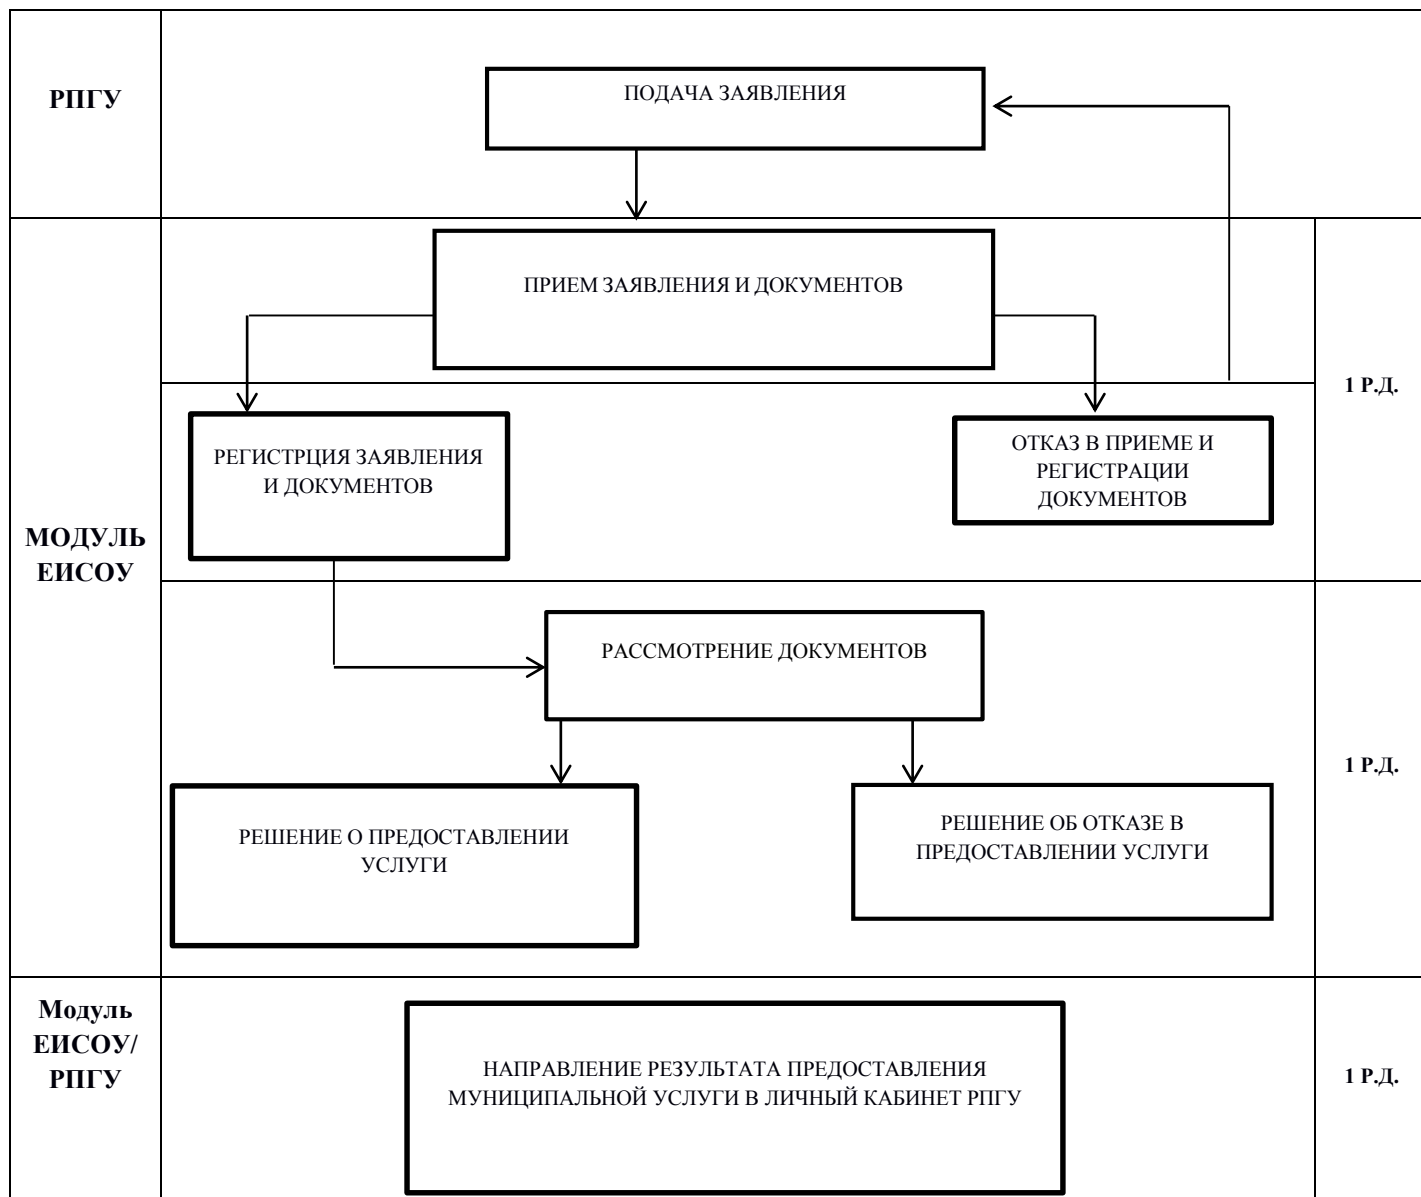 РПГУ
ПОДАЧА ЗАЯВЛЕНИЯ
МОДУЛЬ
ЕИСОУ
ПРИЕМ ЗАЯВЛЕНИЯ И ДОКУМЕНТОВ
1 Р.Д.
РЕГИСТРЦИЯ ЗАЯВЛЕНИЯ
И ДОКУМЕНТОВ
ОТКАЗ В ПРИЕМЕ И
РЕГИСТРАЦИИ
ДОКУМЕНТОВ
РАССМОТРЕНИЕ ДОКУМЕНТОВ
1 Р.Д.
РЕШЕНИЕ О ПРЕДОСТАВЛЕНИИ
УСЛУГИ
РЕШЕНИЕ ОБ ОТКАЗЕ В
ПРЕДОСТАВЛЕНИИ УСЛУГИ
Модуль
ЕИСОУ/
РПГУ
НАПРАВЛЕНИЕ РЕЗУЛЬТАТА ПРЕДОСТАВЛЕНИЯ
МУНИЦИПАЛЬНОЙ УСЛУГИ В ЛИЧНЫЙ КАБИНЕТ РПГУ
1 Р.Д.